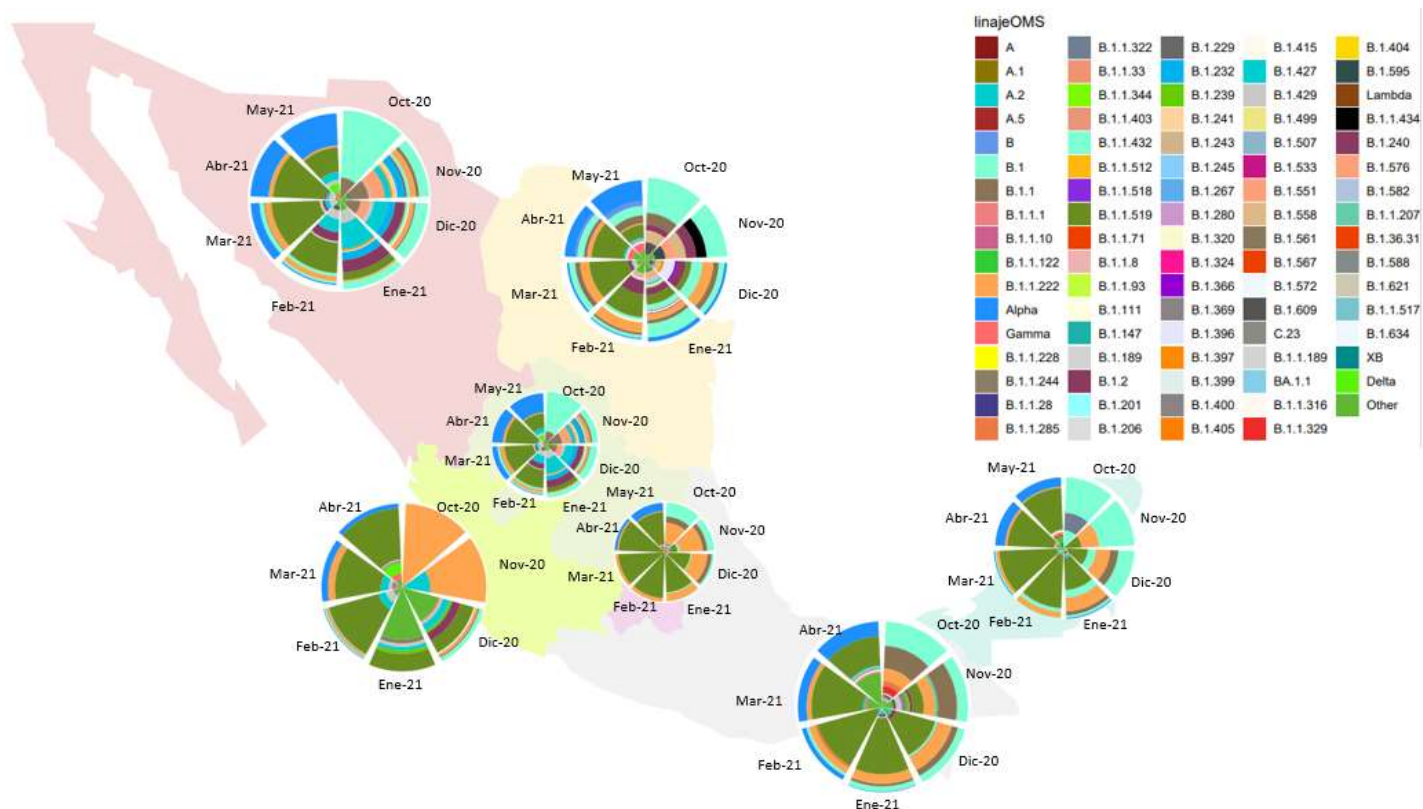 linajeOMS
A
A.1
A.2
A.5
B
B.1
B.1.1
B.1.1.1
B.1.1.10
B.1.1.122
B.1.1.222
Alpha
Gamma
B.1.1.228
B.1.1.244
B.1.1.28
B.1.1.285
B.1.1.322
B.1.1.33
B.1.1.344
B.1.1.403
B.1.1.432
B.1.1.512
B.1.1.518
B.1.1.519
B.1.1.71
B.1.1.8
B.1.1.93
B.1.111
B.1.147
B.1.189
B.1.2
B.1.201
B.1.206
B.1.229
B.1.232
B.1.239
B.1.241
B.1.243
B.1.245
B.1.267
B.1.280
B.1.320
B.1.324
B.1.366
B.1.369
B.1.396
B.1.397
B.1.399
B.1.400
B.1.405
B.1.415
B.1.427
B.1.429
B.1.499
B.1.507
B.1.533
B.1.551
B.1.558
B.1.561
B.1.567
B.1.572
B.1.609
C.23
B.1.1.189
BA.1.1
B.1.1.316
B.1.1.329
B.1.404
B.1.595
Lambda
B.1.1.434
B.1.240
B.1.576
B.1.582
B.1.1.207
B.1.36.31
B.1.588
B.1.621
B.1.1.517
B.1.634
XB
Delta
Other
Oct-20
Nov-20
Dic-20
Ene-21
Feb-21
Mar-21
Abr-21
May-21
Oct-20
Nov-20
Dic-20
Ene-21
Feb-21
Mar-21
Abr-21
May-21
Oct-20
Nov-20
Dic-20
Ene-21
Feb-21
Mar-21
Abr-21
May-21
Oct-20
Nov-20
Dic-20
Ene-21
Feb-21
Mar-21
Abr-21
May-21
Oct-20
Nov-20
Dic-20
Ene-21
Feb-21
Mar-21
Abr-21
Oct-20
Nov-20
Dic-20
Ene-21
Feb-21
Mar-21
Abr-21
May-21
Oct-20
Nov-20
Dic-20
Ene-21
Feb-21
Mar-21
Abr-21